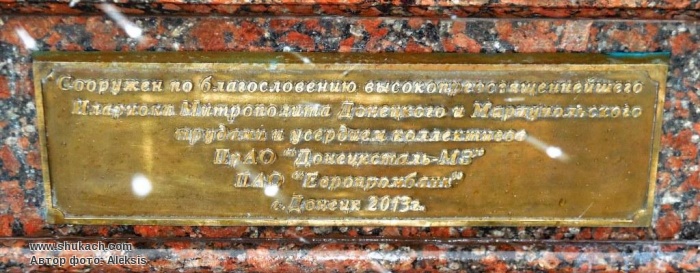 Сооружен по благословению высокопреосвященнейшего
Илариона Митрополита Донецкого и Мариупольского
трудами и усердием коллективов
ПрАО "Донецксталь-МЗ"
ПАО "Европромбанк"
г. Донецк 2013г.
www.shukach.com
Автор фото- Aleksis